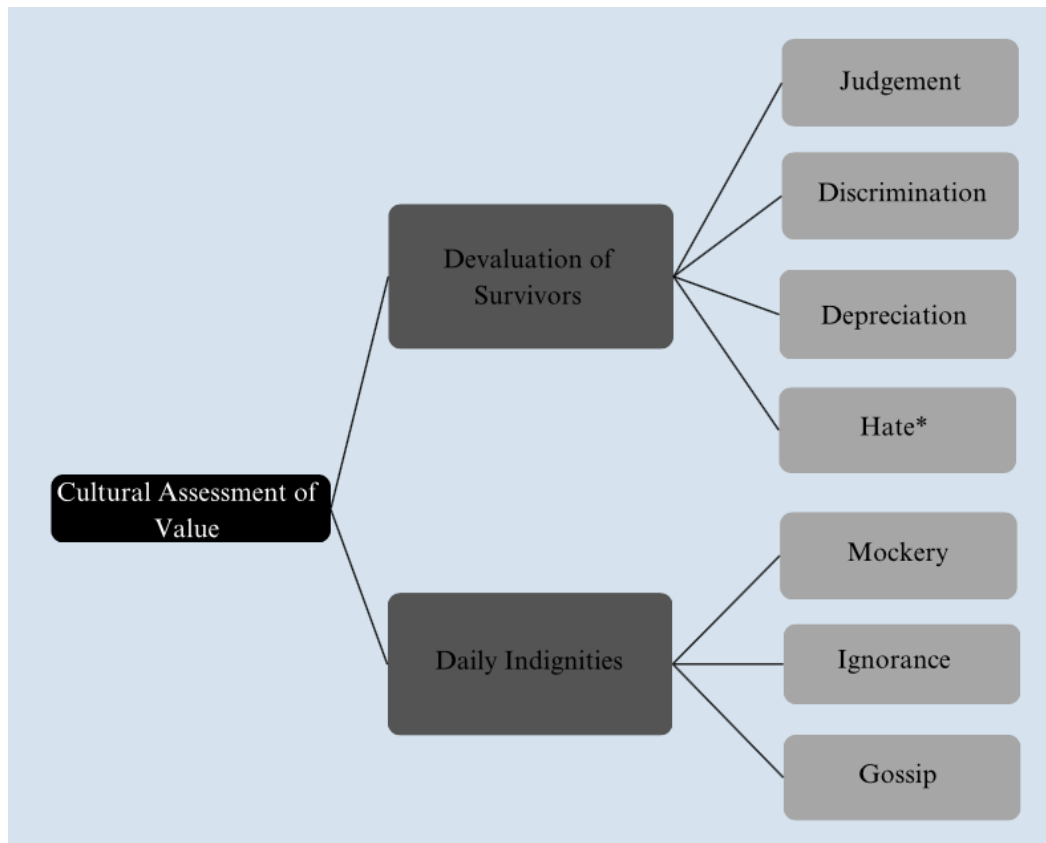 Cultural Assessment of
Value
Devaluation of
Survivors
Judgement
Discrimination
Depreciation
Hate*
Daily Indignities
Mockery
Ignorance
Gossip